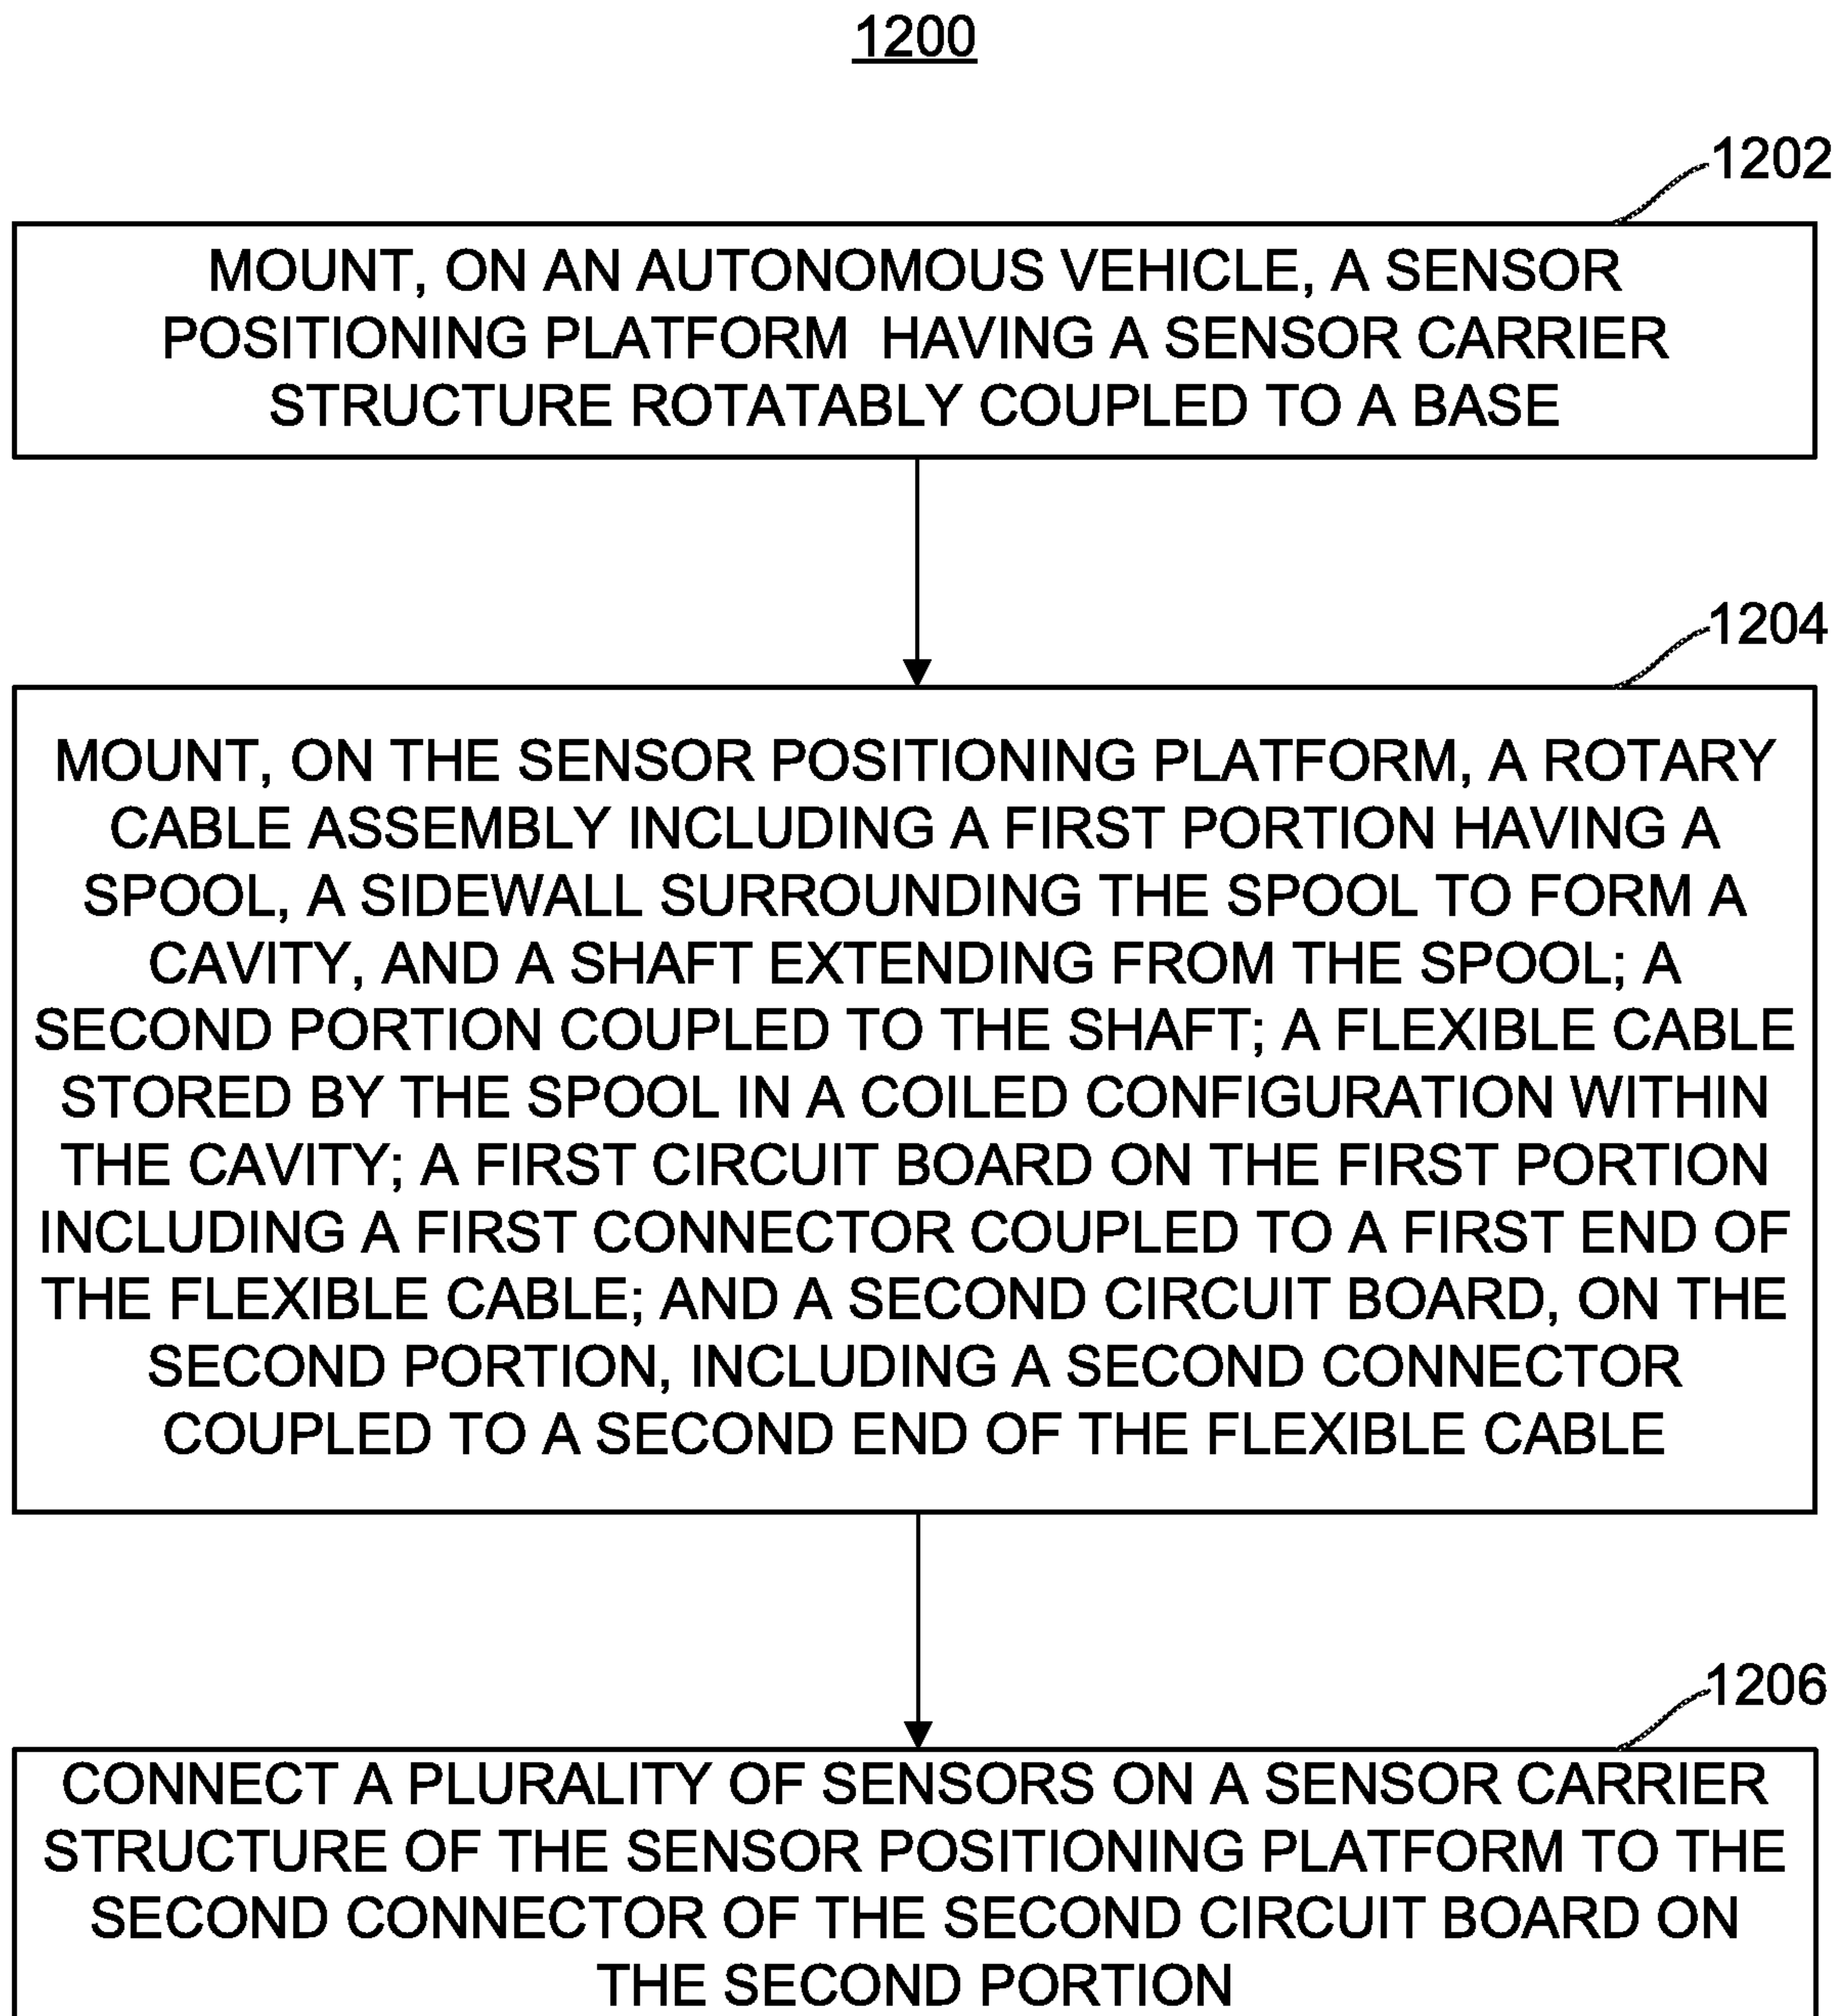 1200
1202
MOUNT, ON AN AUTONOMOUS VEHICLE, A SENSOR
POSITIONING PLATFORM HAVING A SENSOR CARRIER
STRUCTURE ROTATABLY COUPLED TO A BASE
1204
MOUNT, ON THE SENSOR POSITIONING PLATFORM, A ROTARY
CABLE ASSEMBLY INCLUDING A FIRST PORTION HAVING A
SPOOL, A SIDEWALL SURROUNDING THE SPOOL TO FORM A
CAVITY, AND A SHAFT EXTENDING FROM THE SPOOL; A
SECOND PORTION COUPLED TO THE SHAFT; A FLEXIBLE CABLE
STORED BY THE SPOOL IN A COILED CONFIGURATION WITHIN
THE CAVITY; A FIRST CIRCUIT BOARD ON THE FIRST PORTION
INCLUDING A FIRST CONNECTOR COUPLED TO A FIRST END OF
THE FLEXIBLE CABLE; AND A SECOND CIRCUIT BOARD, ON THE
SECOND PORTION, INCLUDING A SECOND CONNECTOR
COUPLED TO A SECOND END OF THE FLEXIBLE CABLE
1206
CONNECT A PLURALITY OF SENSORS ON A SENSOR CARRIER
STRUCTURE OF THE SENSOR POSITIONING PLATFORM TO THE
SECOND CONNECTOR OF THE SECOND CIRCUIT BOARD ON
THE SECOND PORTION